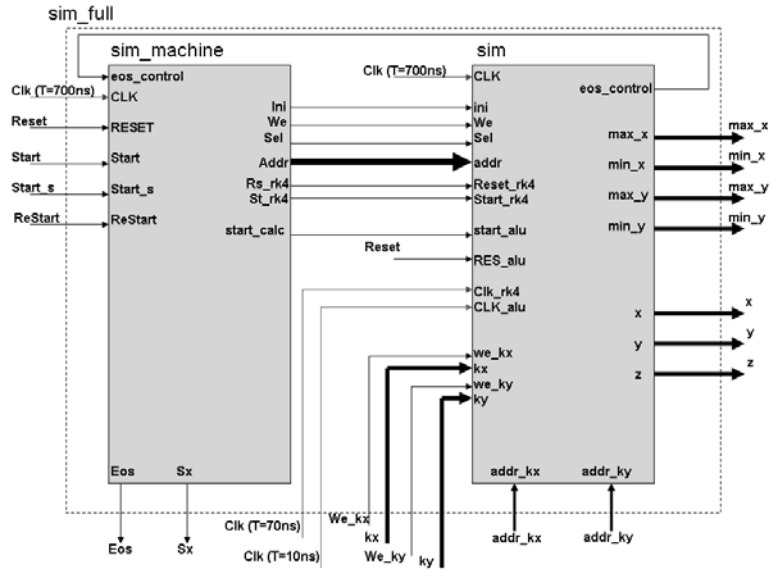 sim_full
sim_machine
sim
eos_control
Clk (T=700ns)
CLK
Reset
RESET
Start
Start
Start_s
Start_s
ReStart
ReStart
Ini
We
Sel
Addr
Rs_rk4
St_rk4
start_calc
Eos
Sx
Eos
Sx
Clk (T=700ns)
CLK
ini
We
Sel
addr
Reset_rk4
Start_rk4
start_alu
Reset
RES_alu
Clk_rk4
CLK_alu
we_kx
kx
we_ky
ky
eos_control
max_x
min_x
max_y
min_y
x
y
z
max_x
min_x
max_y
min_y
x
y
z
addr_kx
addr_ky
addr_kx
addr_ky
Clk (T=70ns)
Clk (T=10ns)
We_kx
kx
We_ky
ky